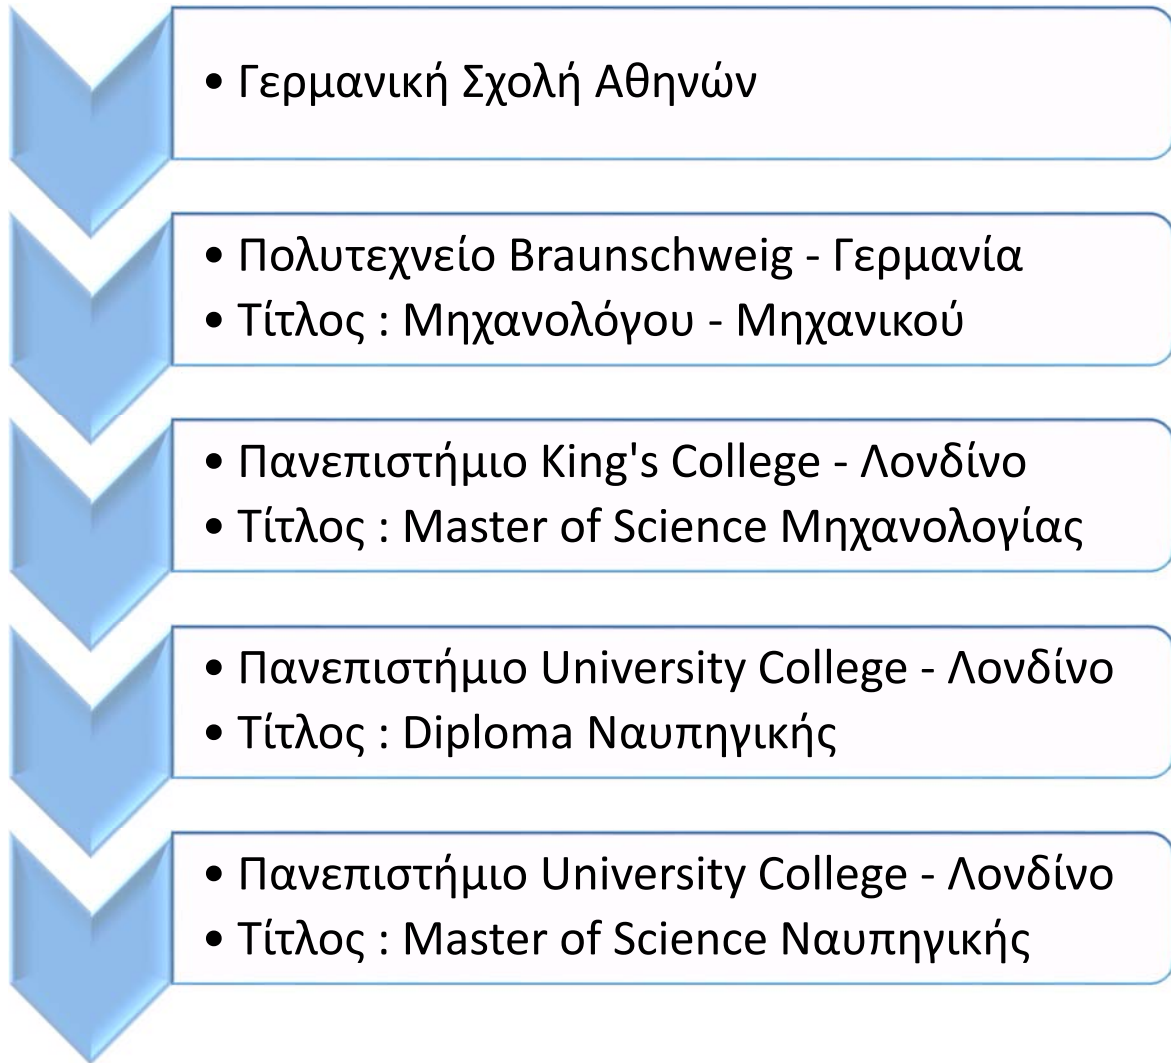 • Γερμανική Σχολή Αθηνών
• Πολυτεχνείο Braunschweig - Γερμανία
• Τίτλος : Μηχανολόγου - Μηχανικού
• Πανεπιστήμιο King's College - Λονδίνο
• Τίτλος : Master of Science Μηχανολογίας
• Πανεπιστήμιο University College - Λονδίνο
• Τίτλος : Diploma Ναυπηγικής
• Πανεπιστήμιο University College - Λονδίνο
• Τίτλος : Master of Science Ναυπηγικής